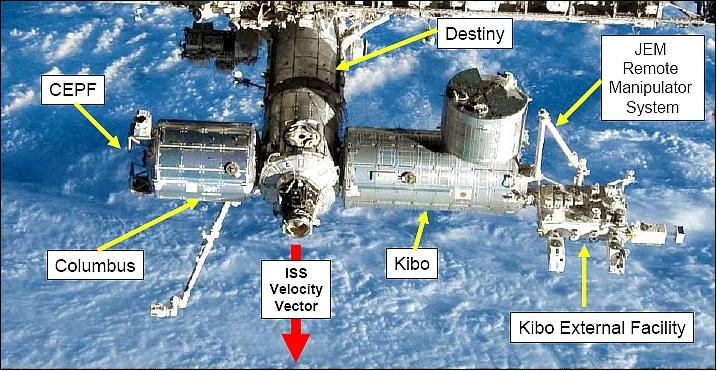 Destiny
JEM
Remote
Manipulator
System
CEPF
Columbus
ISS
Velocity
Vector
Kibo
Kibo External Facility